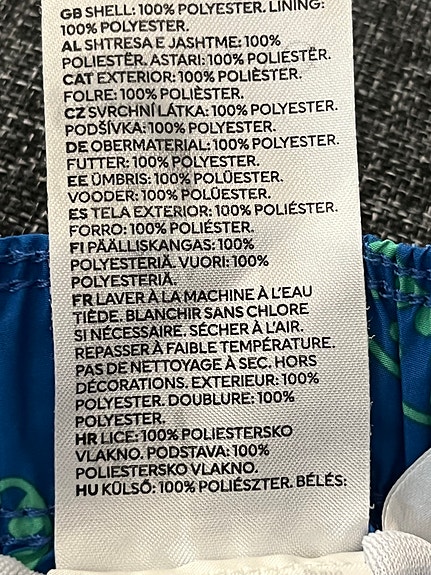 GB SHELL: 100% POLYESTER. LINING:
100% POLYESTER.
AL SHTRESA E JASHTME: 100%
POLIESTËR. ASTARI: 100% POLIESTËR.
CAT EXTERIOR: 100% POLIÈSTER.
FOLRE: 100% POLIÈSTER.
CZ SVRCHNÍ LÁTKA: 100% POLYESTER.
PODŠÍVKA: 100% POLYESTER.
DE OBERMATERIAL: 100% POLYESTER.
FUTTER: 100% POLYESTER.
EE ÜMBRIS: 100% POLÜESTER.
VOODER: 100% POLÜESTER.
ES TELA EXTERIOR: 100% POLIÉSTER.
FORRO: 100% POLIÉSTER.
FI PÄÄLLISKANGAS: 100%
POLYESTERIÄ. VUORI: 100%
POLYESTERIÄ.
FR LAVER À LA MACHINE À L'EAU
TIÈDE. BLANCHIR SANS CHLORE
SI NÉCESSAIRE. SÉCHER À L'AIR.
REPASSER À FAIBLE TEMPÉRATURE.
PAS DE NETTOYAGE À SEC. HORS
DÉCORATIONS. EXTERIEUR: 100%
POLYESTER. DOUBLURE: 100%
POLYESTER.
HR LICE: 100% POLIESTERSKO
VLAKNO. PODSTAVA: 100%
POLIESTERSKO VLAKNO.
HU KÜLSŐ: 100% POLIÉSZTER. BÉLÉS: